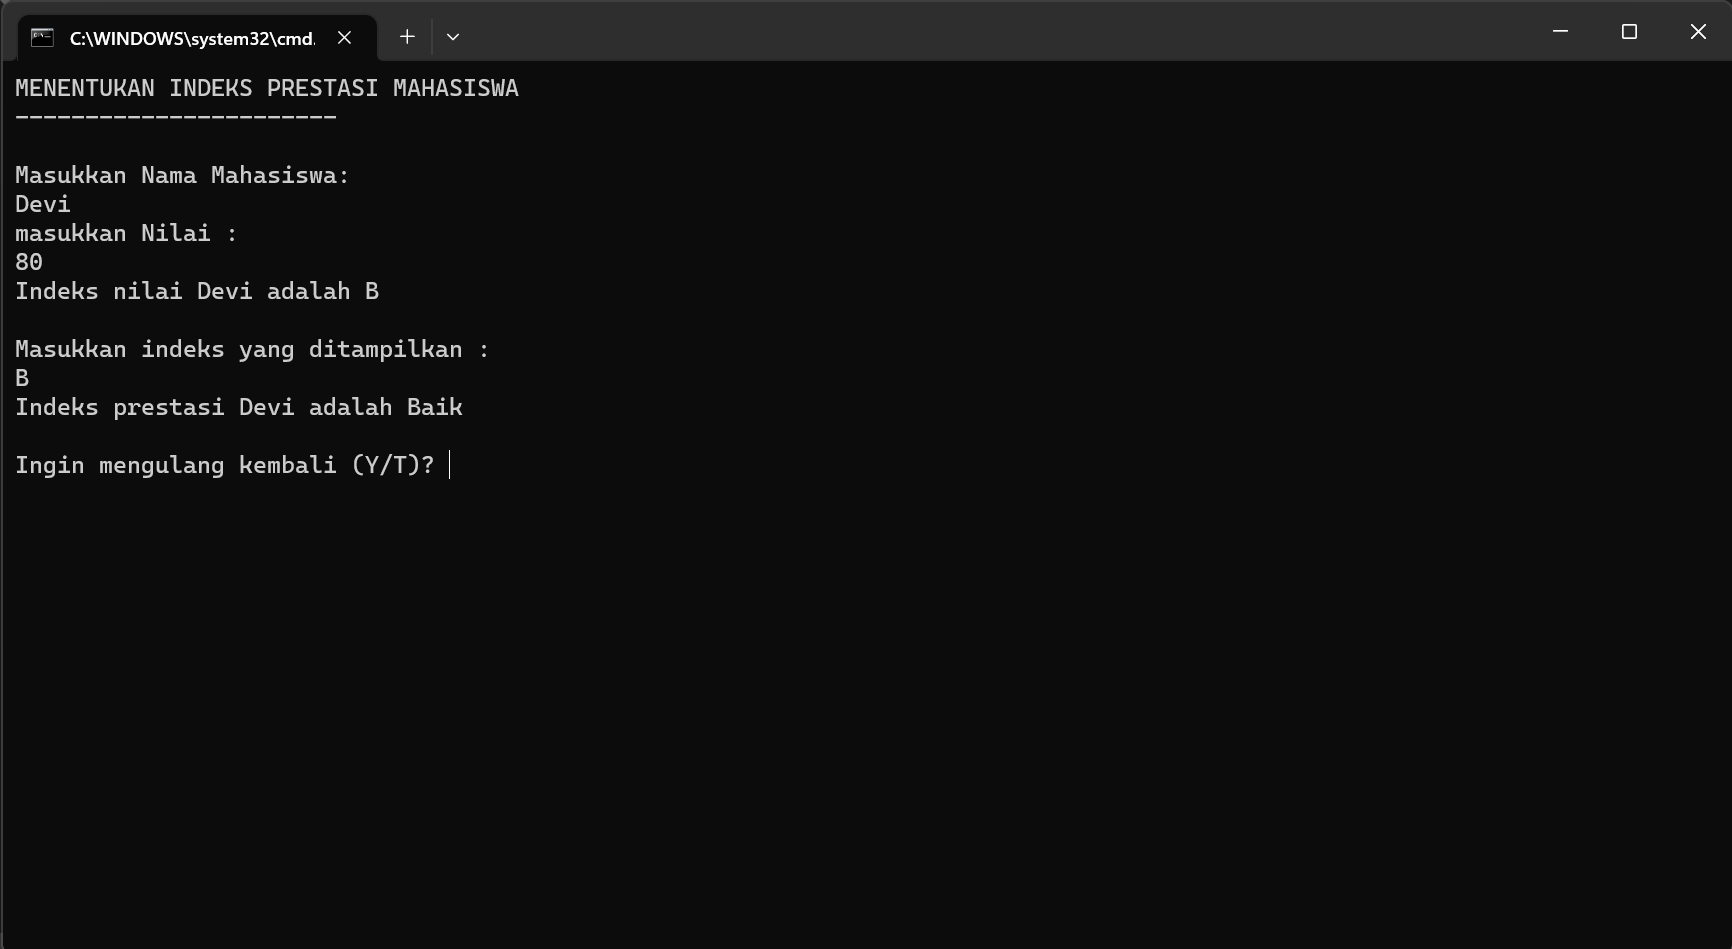 C:\WINDOWS\system32\cmd.
MENENTUKAN INDEKS PRESTASI MAHASISWA
-----------------------
Masukkan Nama Mahasiswa:
Devi
masukkan Nilai :
80
Indeks nilai Devi adalah B
Masukkan indeks yang ditampilkan :
B
Indeks prestasi Devi adalah Baik
Ingin mengulang kembali (Y/T)?